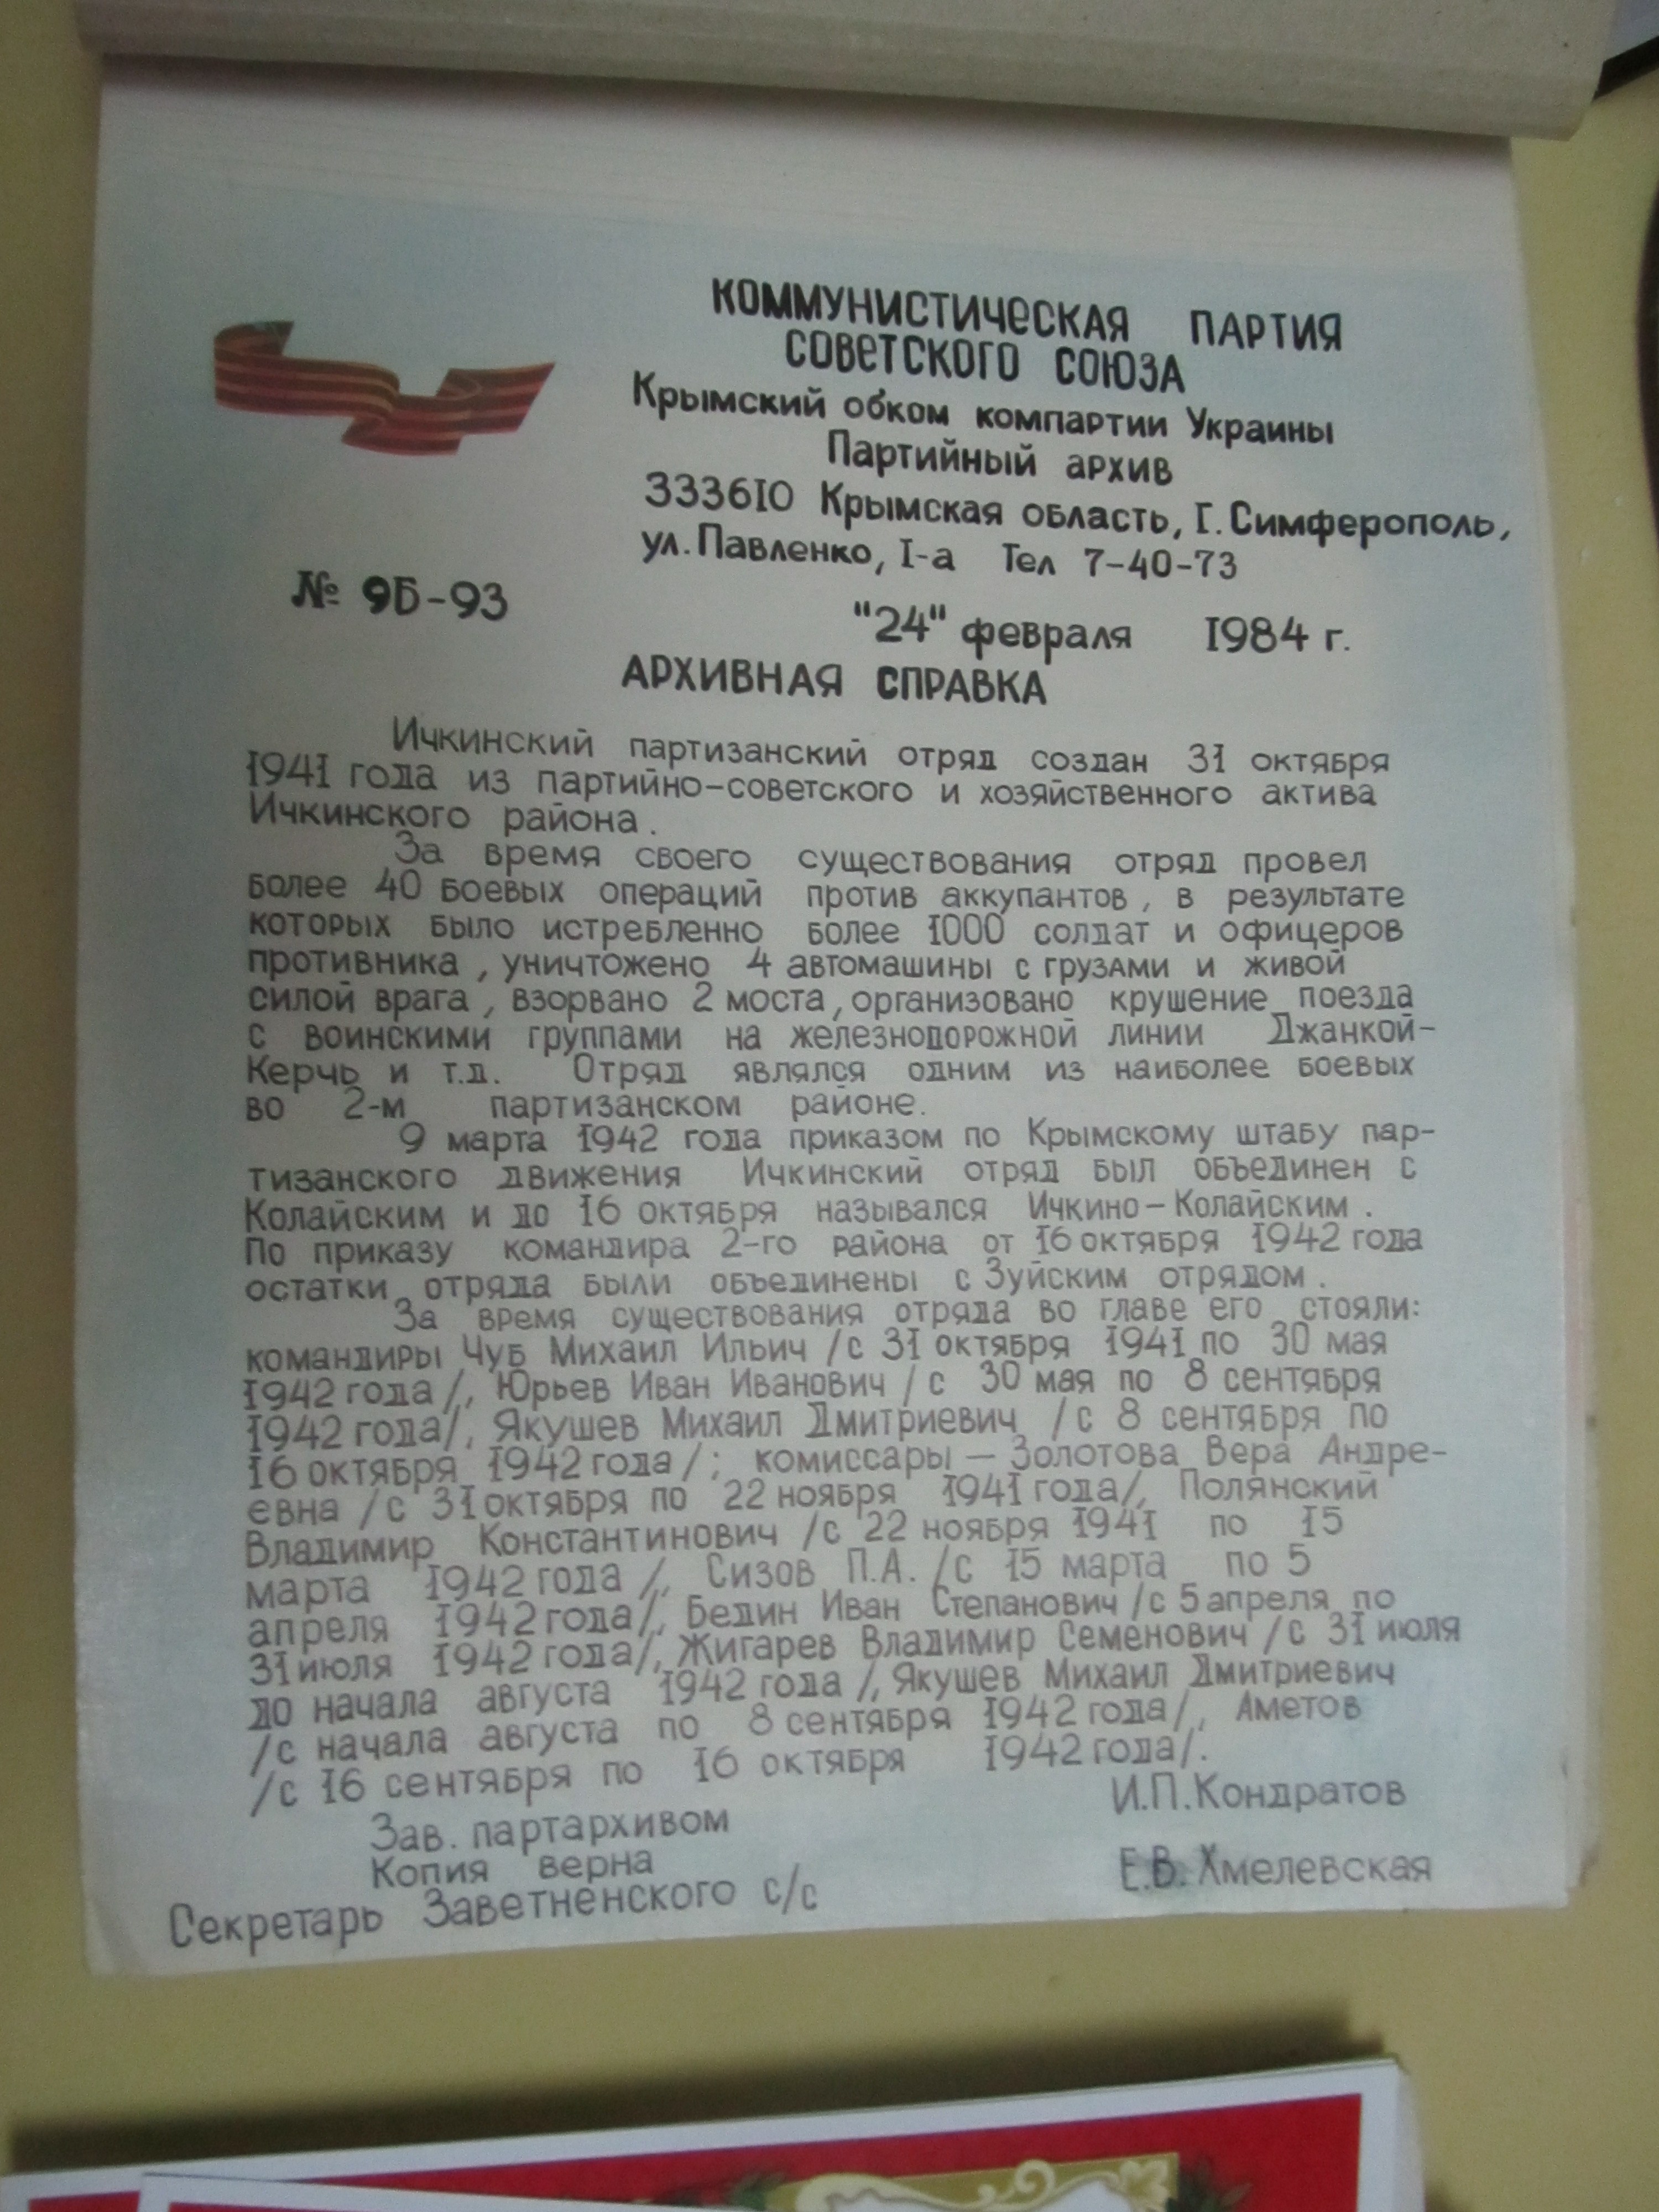 КОММУНИСТИЧЕСКАЯ ПАРТИЯ
СОВЕТСКОГО СОЮЗА
Крымский обком компартии Украины
Партийный архив
3336I0 Крымская область, Г. Симферополь,
ул. Павленко, I-а Тел 7-40-73
№ 9Б-93
"24" февраля I984 г.
АРХИВНАЯ СПРАВКА
Ичкинский партизанский отряд создан 31 октября
1941 года из партийно-советского и хозяйственного актива
Ичкинского района.
За время своего существования отряд провел
более 40 боевых операций против аккупантов, в результате
которых было истребленно более 1000 солдат и офицеров
противника, уничтожено 4 автомашины с грузами и живой
силой врага, взорвано 2 моста, организовано крушение поезда
с воинскими группами на железнодорожной линии Джанкой-
Керчь и т.д. Отряд являлся одним из наиболее боевых
во 2-м партизанском районе.
9 марта 1942 года приказом по Крымскому штабу пар-
тизанского движения Ичкинский отряд был объединен с
Колайским и до 16 октября назывался Ичкино-Колайским.
По приказу командира 2-го района от 16 октября 1942 года
остатки отряда были объединены с Зуйским отрядом.
За время существования отряда во главе его стояли:
командиры Чуб Михаил Ильич /с 31 октября 1941 по 30 мая
1942 года/, Юрьев Иван Иванович /с 30 мая по 8 сентября
1942 года/, Якушев Михаил Дмитриевич /с 8 сентября по
16 октября 1942 года/; комиссары — Золотова Вера Андре-
евна /с 31 октября по 22 ноября 1941 года/, Полянский
Владимир Константинович /с 22 ноября 1941 по 15
марта 1942 года/, Сизов П.А. /с 15 марта по 5
апреля 1942 года/, Бедин Иван Степанович /с 5 апреля по
31 июля 1942 года/, Жигарев Владимир Семенович /с 31 июля
до начала августа 1942 года/, Якушев Михаил Дмитриевич
/с начала августа по 8 сентября 1942 года/, Аметов
/с 16 сентября по 16 октября 1942 года/.
Зав. партархивом И.П. Кондратов
Копия верна
Секретарь Заветненского с/с Е.В. Хмелевская